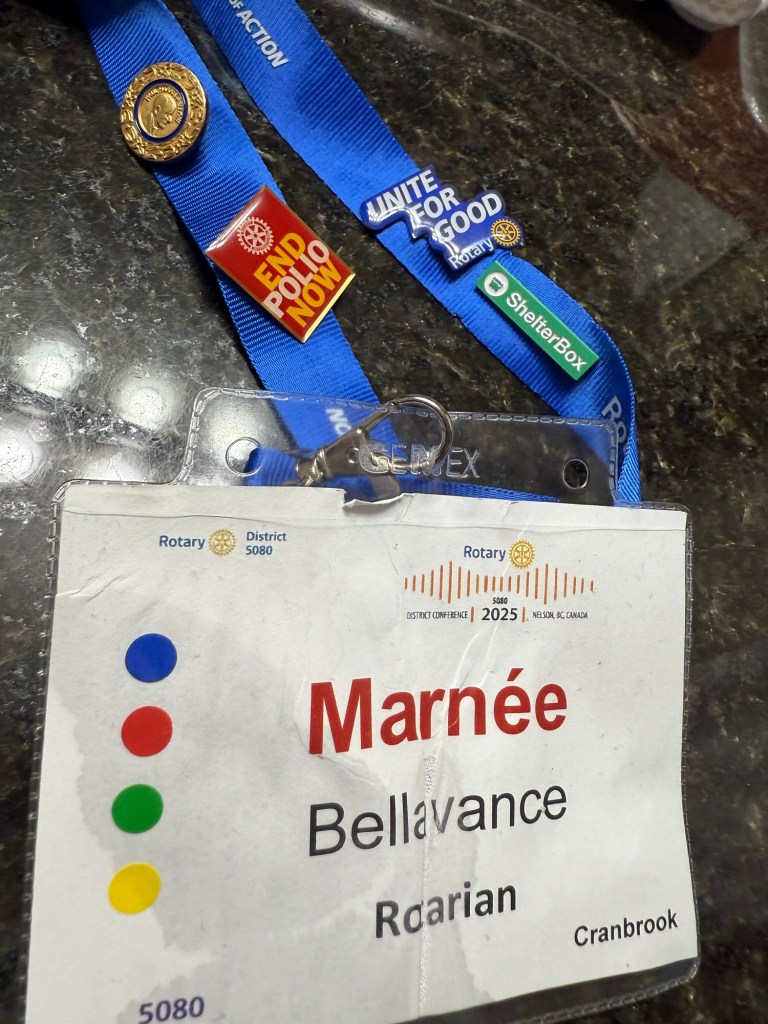 OF ACTION
UNITE
FOR
GOOD
Rotary
END
POLIO
NOW
ShelterBox
Rotary
District
5080
Rotary
5080
DISTRICT CONFERENCE 2025 NELSON, BC, CANADA
Marnée
Bellavance
Rotarian
Cranbrook
5080